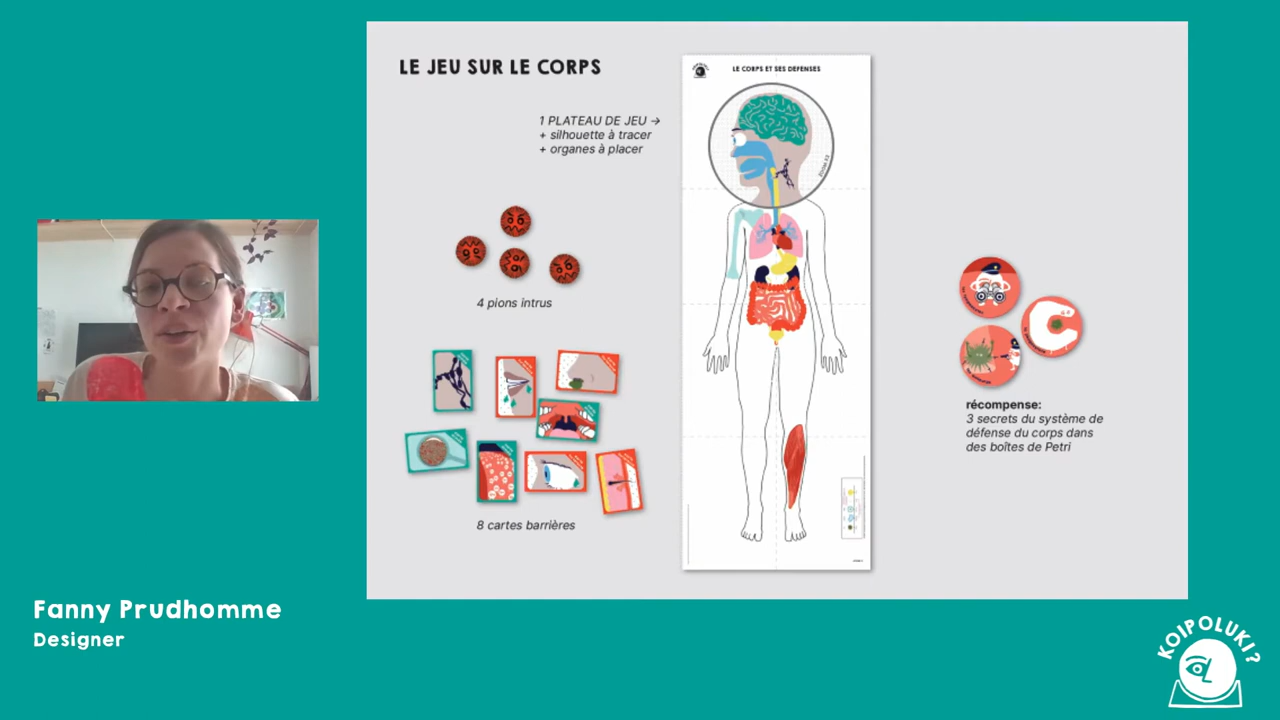 LE JEU SUR LE CORPS
1 PLATEAU DE JEU →
+ silhouette à tracer
+ organes à placer
LE CORPS ET SES DÉFENSES
4 pions intrus
8 cartes barrières
récompense:
3 secrets du système de
défense du corps dans
des boîtes de Petri
Fanny Prudhomme
Designer
KOIPOLUKI?